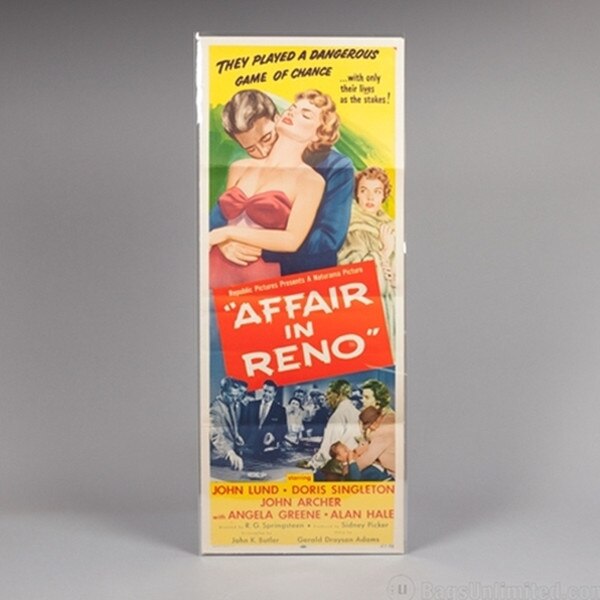 THEY PLAYED A DANGEROUS
GAME OF CHANCE
...with only
their lives
as the stakes!
Republic Pictures Presents A Naturama Picture
"AFFAIR
IN
RENO"
starring
JOHN LUND • DORIS SINGLETON
JOHN ARCHER
with ANGELA GREENE • ALAN HALE
R. G. Springsteen • Sidney Picker
John K. Butler Gerald Drayson Adams
BagsUnlimited.com